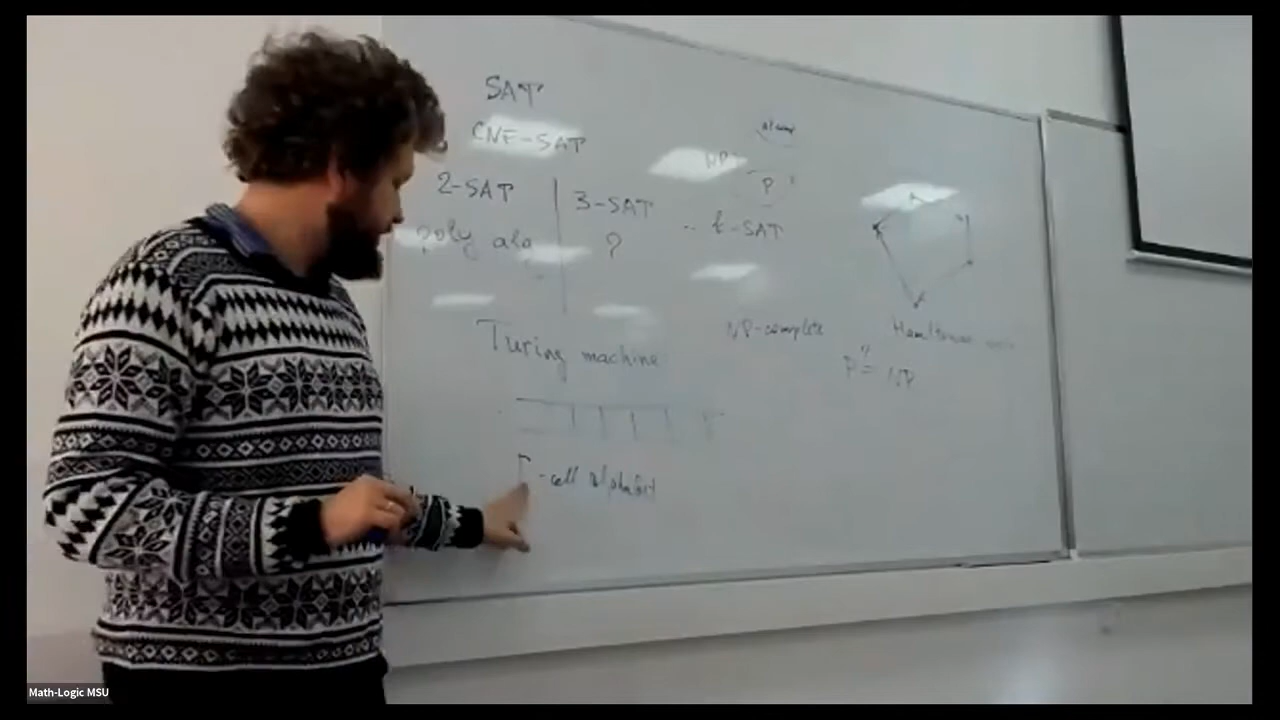 SAT
CNF-SAT
2-SAT
3-SAT
.. k-SAT
poly alg
?
NP
P
Turing machine
NP-complete
Hamiltonian
P ?= NP
Γ - cell alphabet
Math-Logic MSU